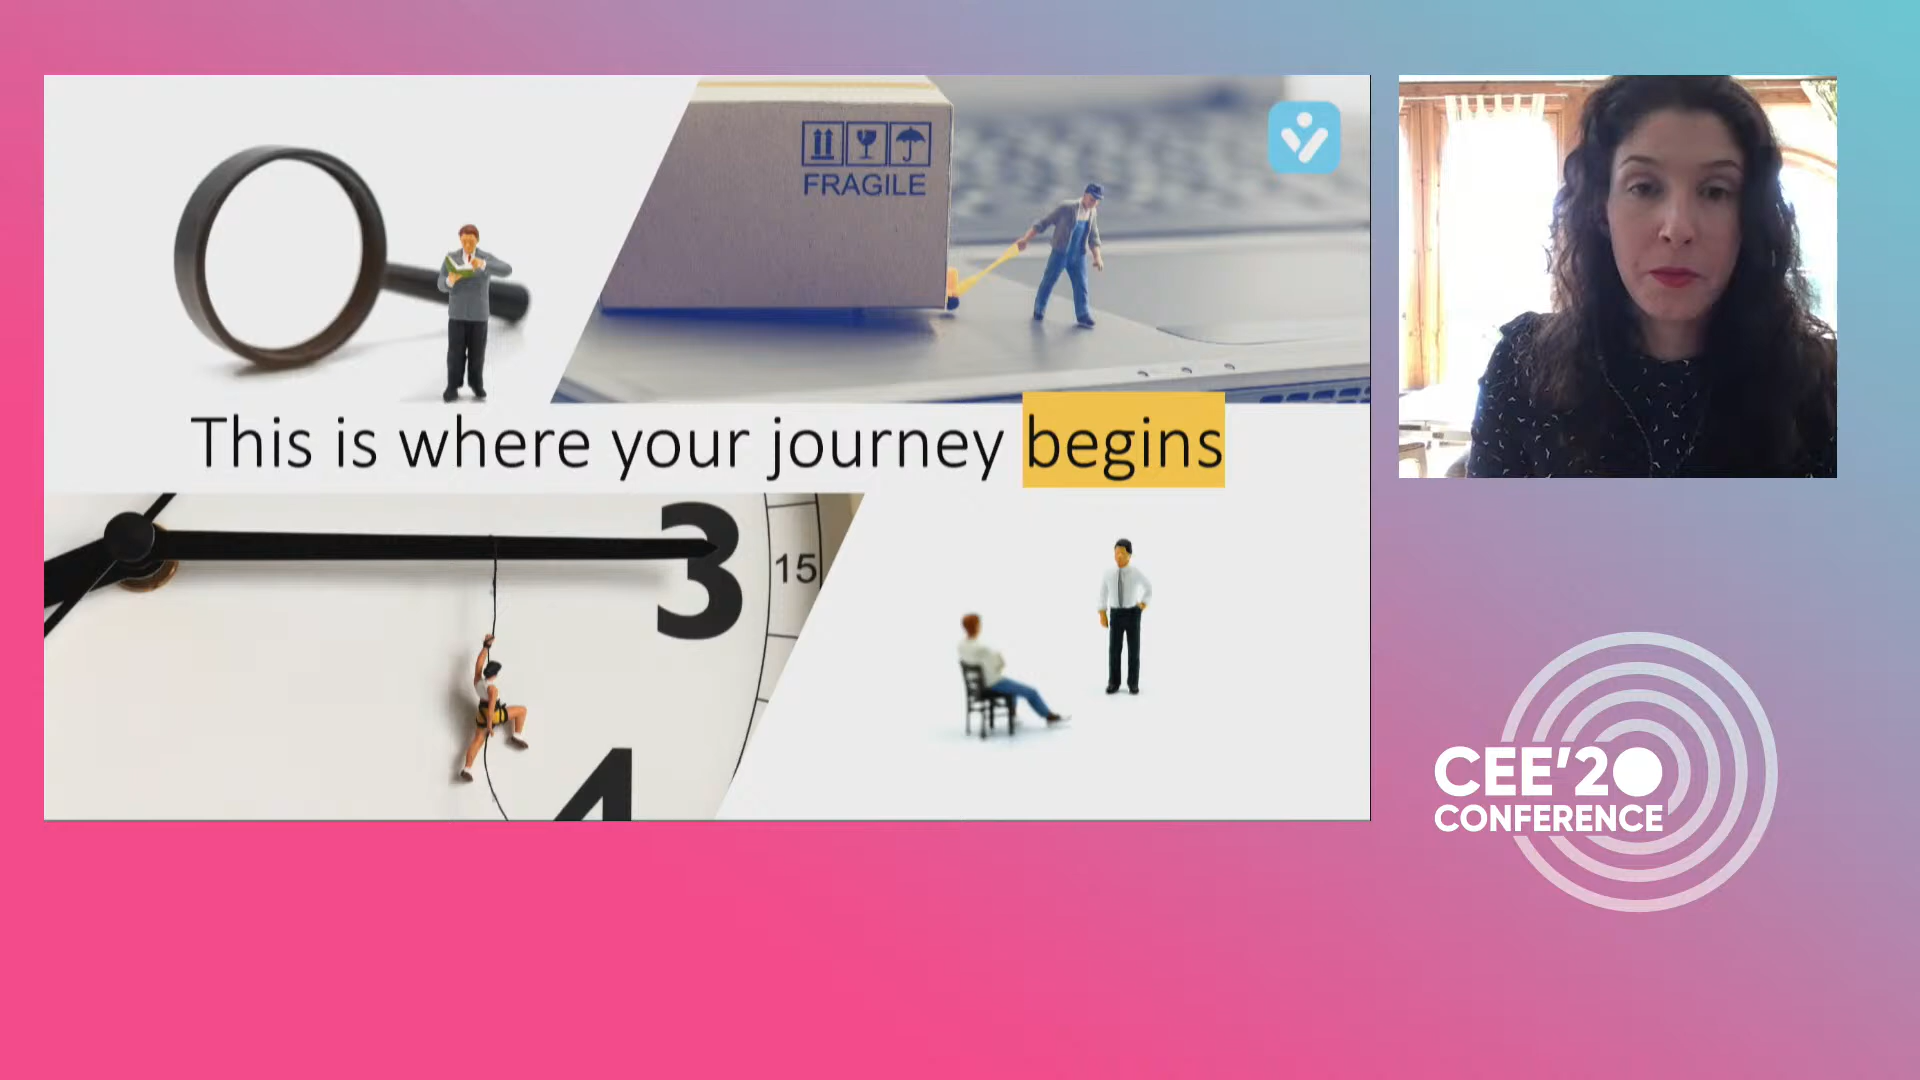 FRAGILE
This is where your journey begins
3
15
4
CEE'20
CONFERENCE